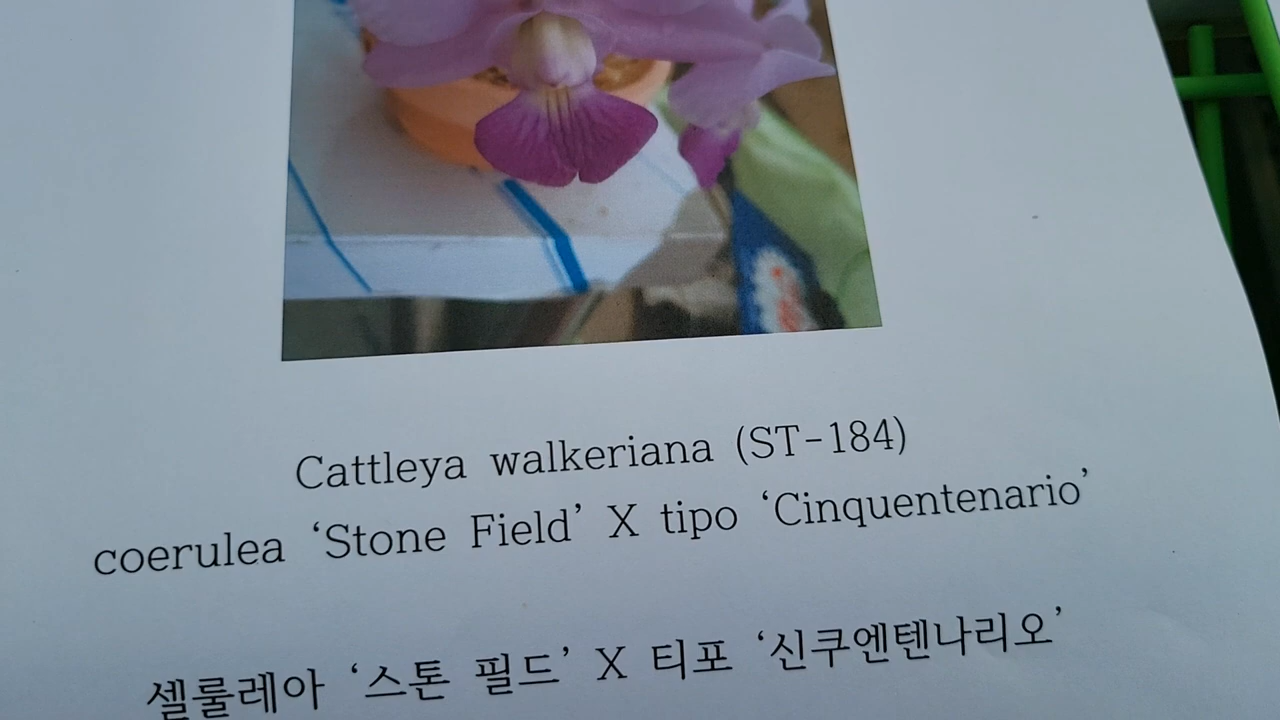 Cattleya walkeriana (ST-184)
coerulea ‘Stone Field’ X tipo ‘Cinquentenario’
셀룰레아 ‘스톤 필드’ X 티포 ‘신쿠엔텐나리오’